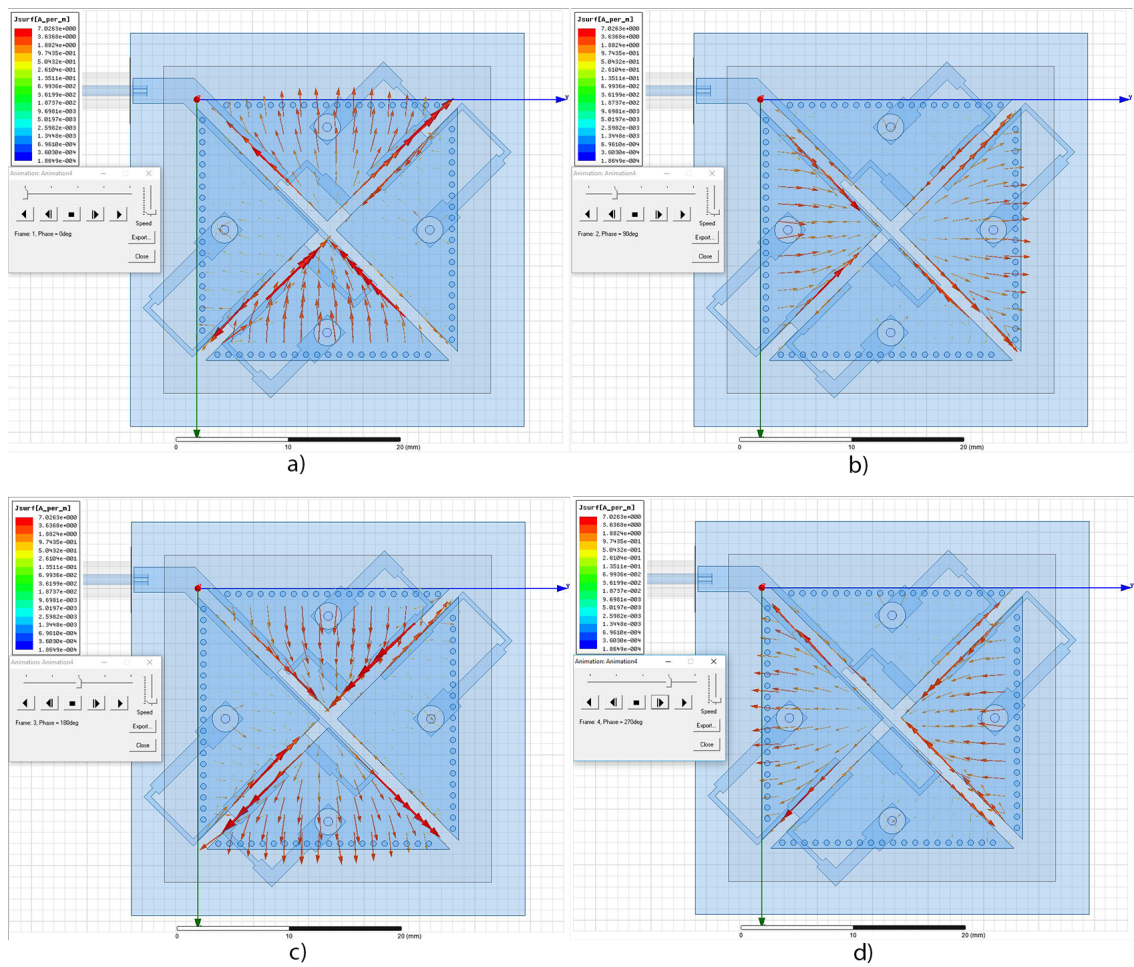 Jsurf[A_per_m]
7.0263e+000
3.6368e+000
1.8824e+000
9.7435e-001
5.0432e-001
2.6104e-001
1.3511e-001
6.9936e-002
3.6199e-002
1.8737e-002
9.6981e-003
5.0197e-003
2.5982e-003
1.3448e-003
6.9610e-004
3.6030e-004
1.8649e-004
Animation: Animation4
Speed
Export...
Frame: 1, Phase = 0deg
Close
Y
0 10 20 (mm)
a)
Jsurf[A_per_m]
7.0263e+000
3.6368e+000
1.8824e+000
9.7435e-001
5.0432e-001
2.6104e-001
1.3511e-001
6.9936e-002
3.6199e-002
1.8737e-002
9.6981e-003
5.0197e-003
2.5982e-003
1.3448e-003
6.9610e-004
3.6030e-004
1.8649e-004
Animation: Animation4
Speed
Export...
Frame: 2, Phase = 90deg
Close
Y
0 10 20 (mm)
b)
Jsurf[A_per_m]
7.0263e+000
3.6368e+000
1.8824e+000
9.7435e-001
5.0432e-001
2.6104e-001
1.3511e-001
6.9936e-002
3.6199e-002
1.8737e-002
9.6981e-003
5.0197e-003
2.5982e-003
1.3448e-003
6.9610e-004
3.6030e-004
1.8649e-004
Animation: Animation4
Speed
Export...
Frame: 3, Phase = 180deg
Close
Y
0 10 20 (mm)
c)
Jsurf[A_per_m]
7.0263e+000
3.6368e+000
1.8824e+000
9.7435e-001
5.0432e-001
2.6104e-001
1.3511e-001
6.9936e-002
3.6199e-002
1.8737e-002
9.6981e-003
5.0197e-003
2.5982e-003
1.3448e-003
6.9610e-004
3.6030e-004
1.8649e-004
Animation: Animation4
Speed
Export...
Frame: 4, Phase = 270deg
Close
Y
0 10 20 (mm)
d)